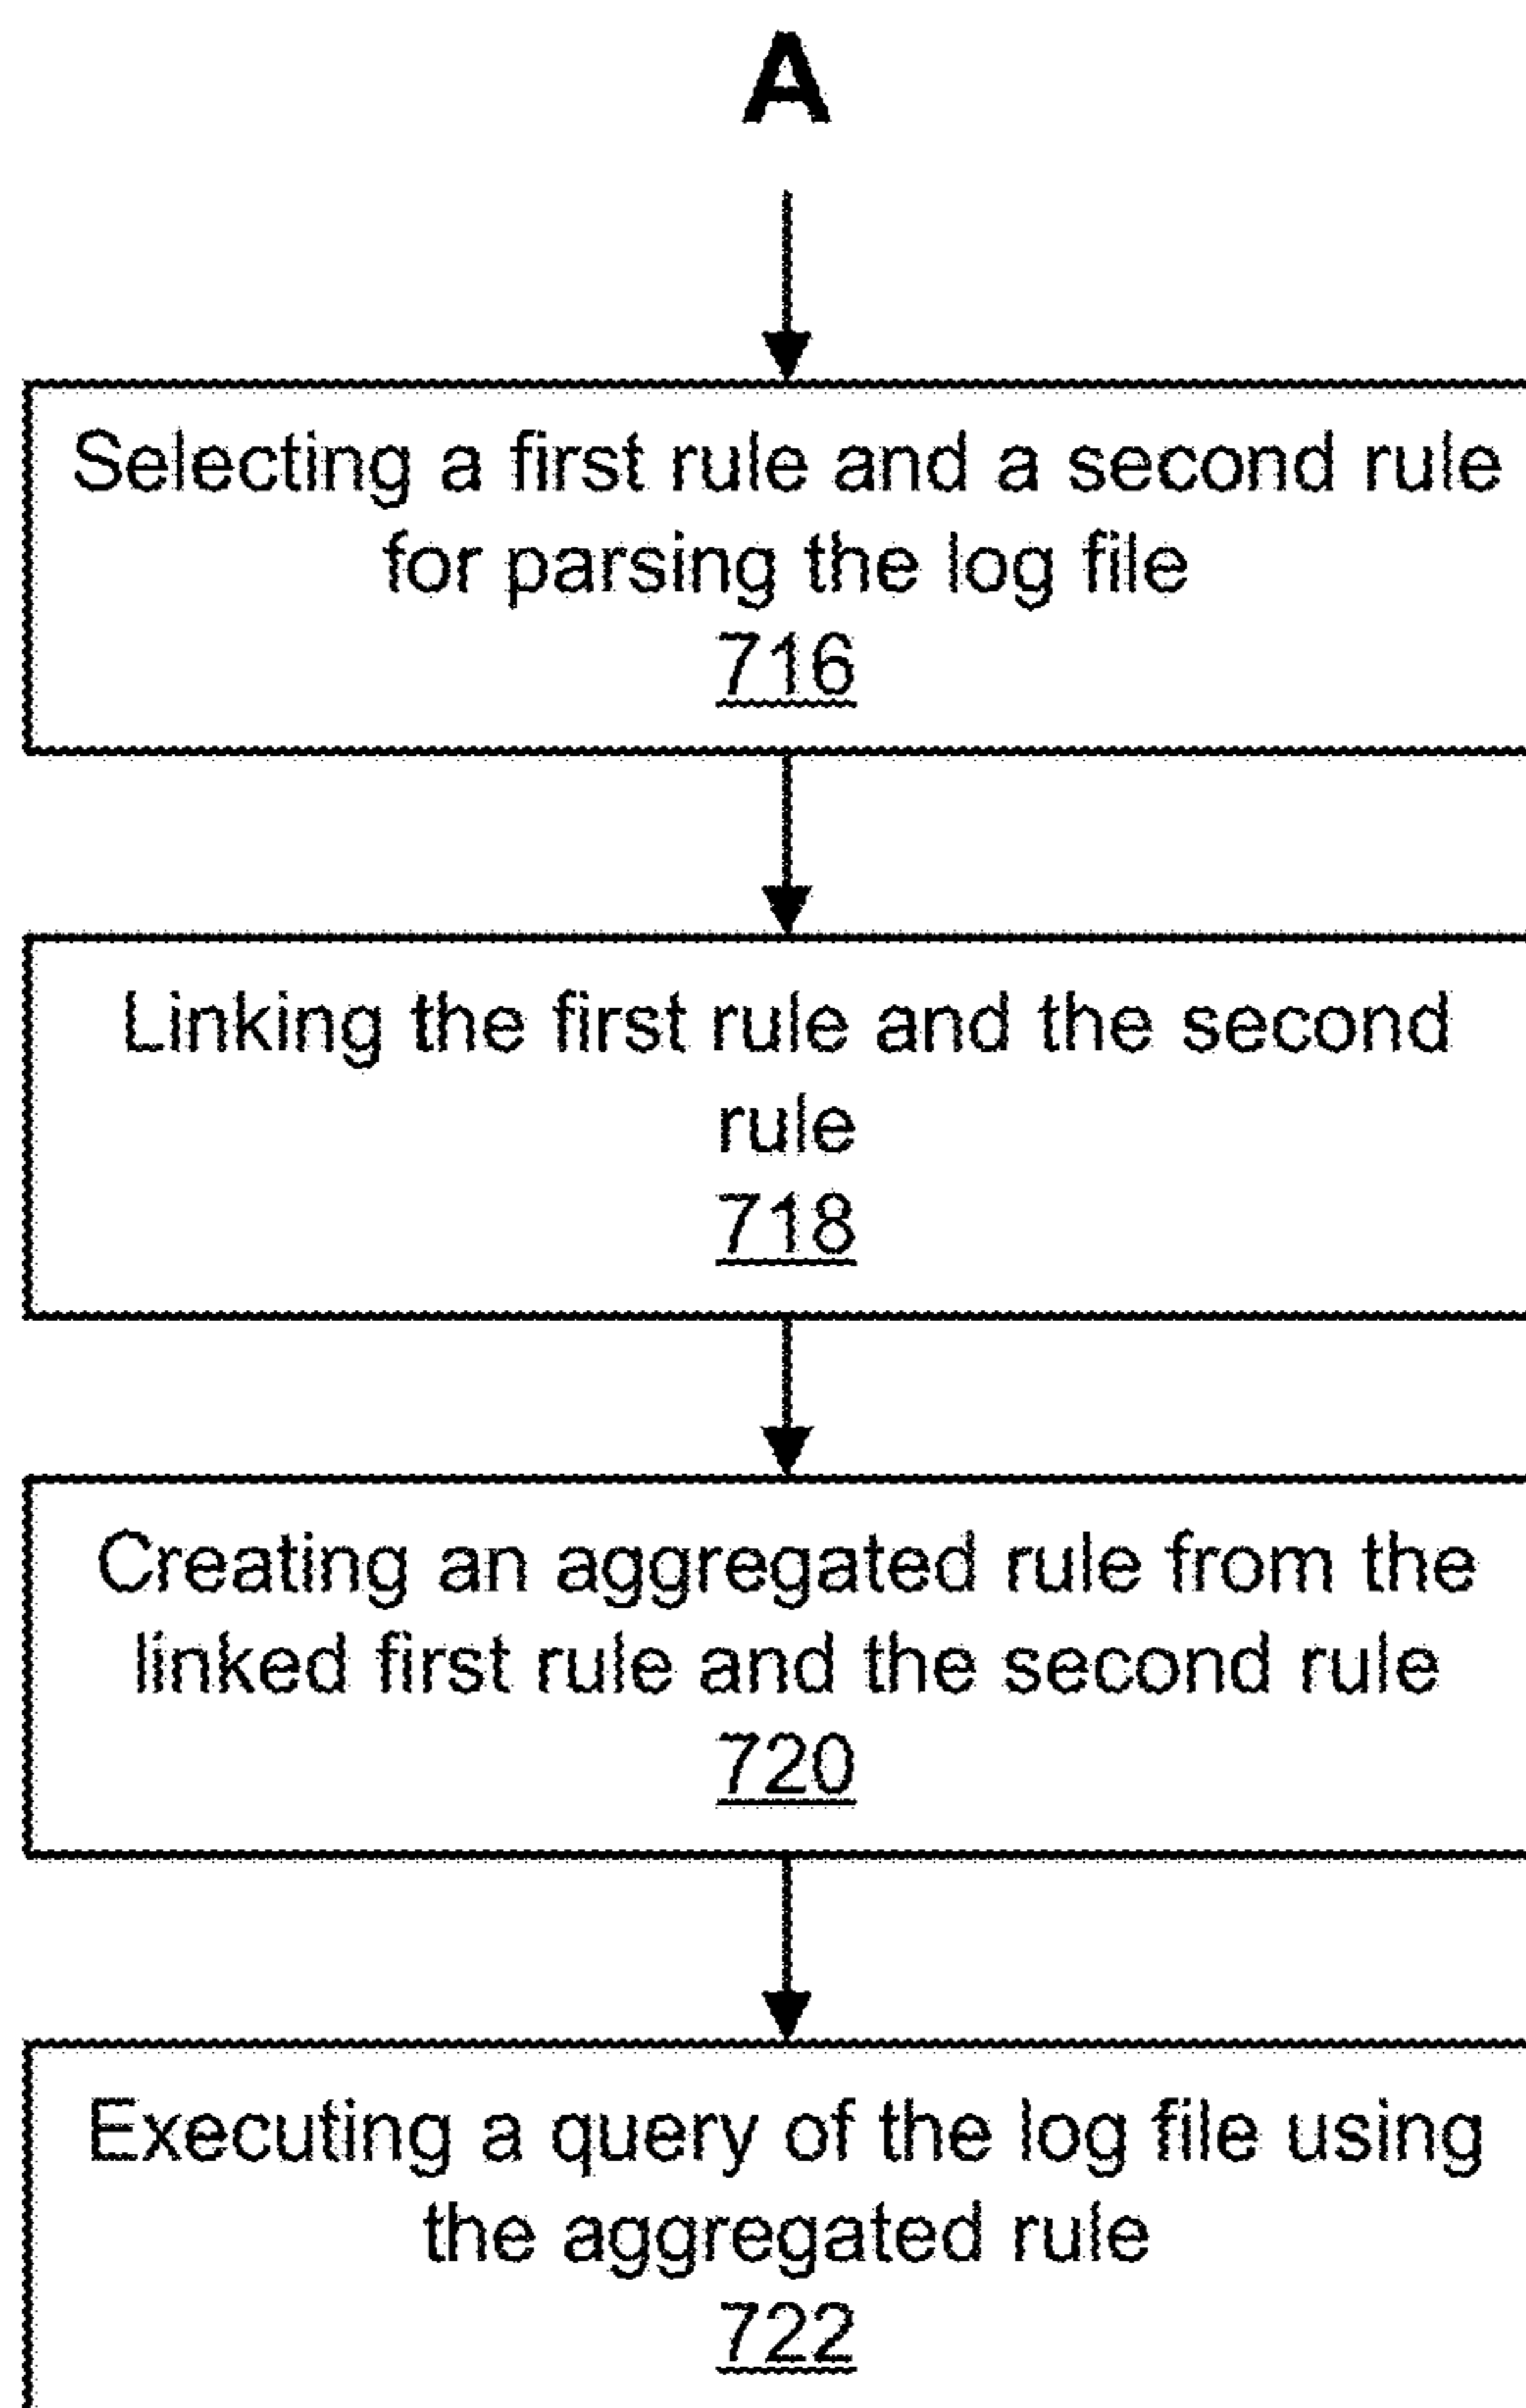 A
Selecting a first rule and a second rule
for parsing the log file
716
Linking the first rule and the second
rule
718
Creating an aggregated rule from the
linked first rule and the second rule
720
Executing a query of the log file using
the aggregated rule
722